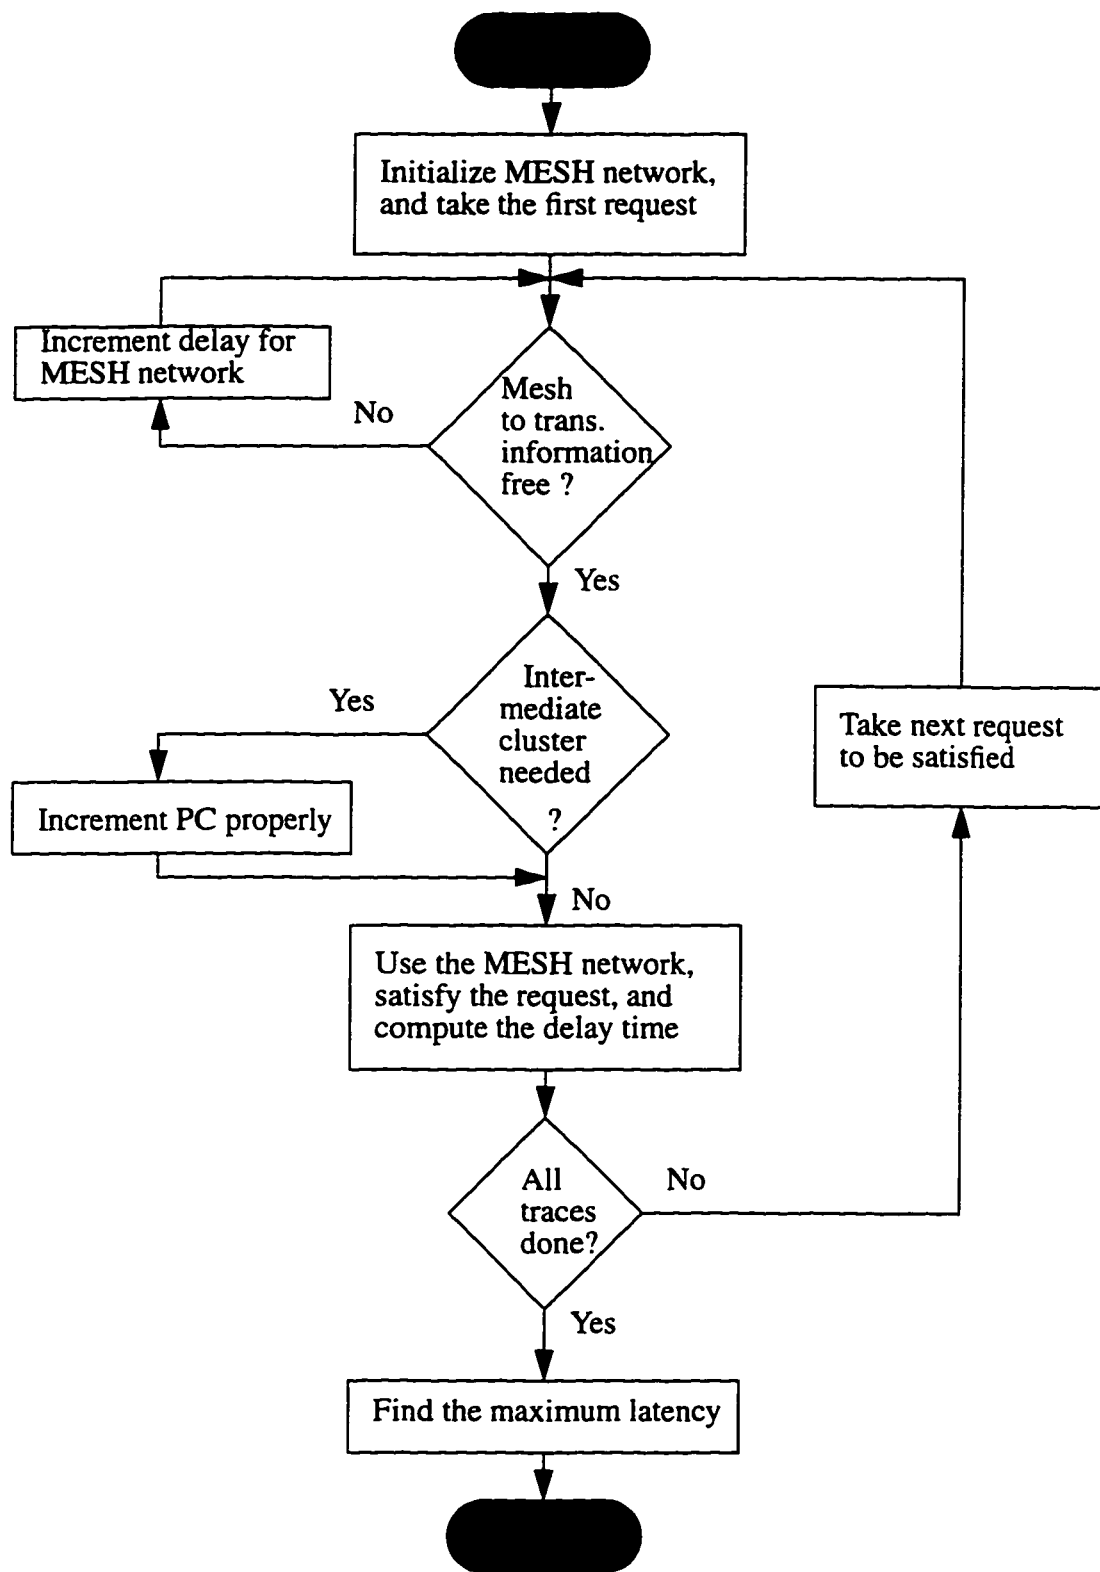 Initialize MESH network,
and take the first request
Increment delay for
MESH network
No
Mesh
to trans.
information
free ?
Yes
Yes
Inter-
mediate
cluster
needed
?
Take next request
to be satisfied
Increment PC properly
No
Use the MESH network,
satisfy the request, and
compute the delay time
All
traces
done?
No
Yes
Find the maximum latency